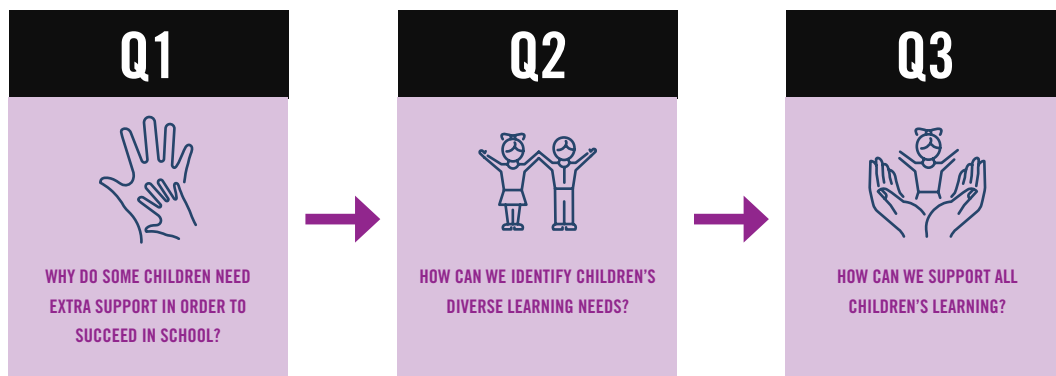 Q1
WHY DO SOME CHILDREN NEED
EXTRA SUPPORT IN ORDER TO
SUCCEED IN SCHOOL?
Q2
HOW CAN WE IDENTIFY CHILDREN'S
DIVERSE LEARNING NEEDS?
Q3
HOW CAN WE SUPPORT ALL
CHILDREN'S LEARNING?